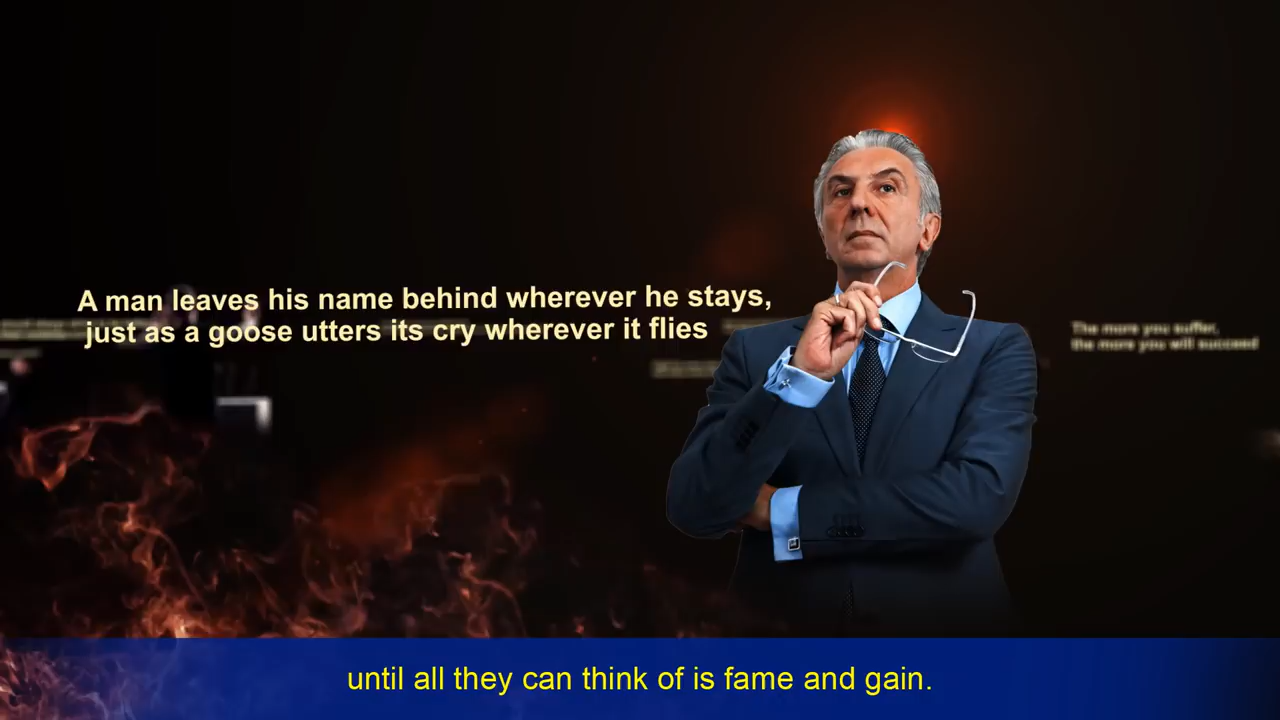 A man leaves his name behind wherever he stays,
just as a goose utters its cry wherever it flies
The more you suffer,
the more you will succeed
until all they can think of is fame and gain.